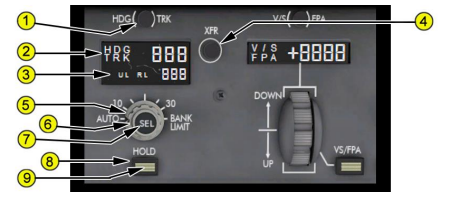 1
HDG TRK
XFR
4
V/S FPA
2
HDG
TRK
888
V/S
FPA
+8888
3
UL RL
888
5
10
30
DOWN
6
AUTO
BANK
LIMIT
7
SEL
8
HOLD
UP
VS/FPA
9